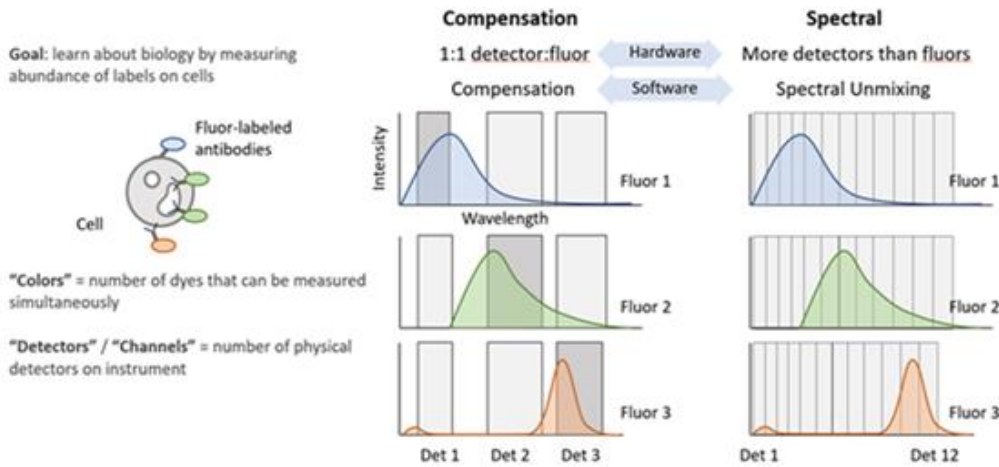 Compensation
Spectral
Goal: learn about biology by measuring
abundance of labels on cells
1:1 detector:fluor
Hardware
More detectors than fluors
Compensation
Software
Spectral Unmixing
Fluor-labeled
antibodies
Cell
"Colors" = number of dyes that can be measured
simultaneously
"Detectors" / "Channels" = number of physical
detectors on instrument
Intensity
Fluor 1
Wavelength
Fluor 2
Fluor 3
Det 1
Det 2
Det 3
Fluor 1
Fluor 2
Fluor 3
Det 1
Det 12